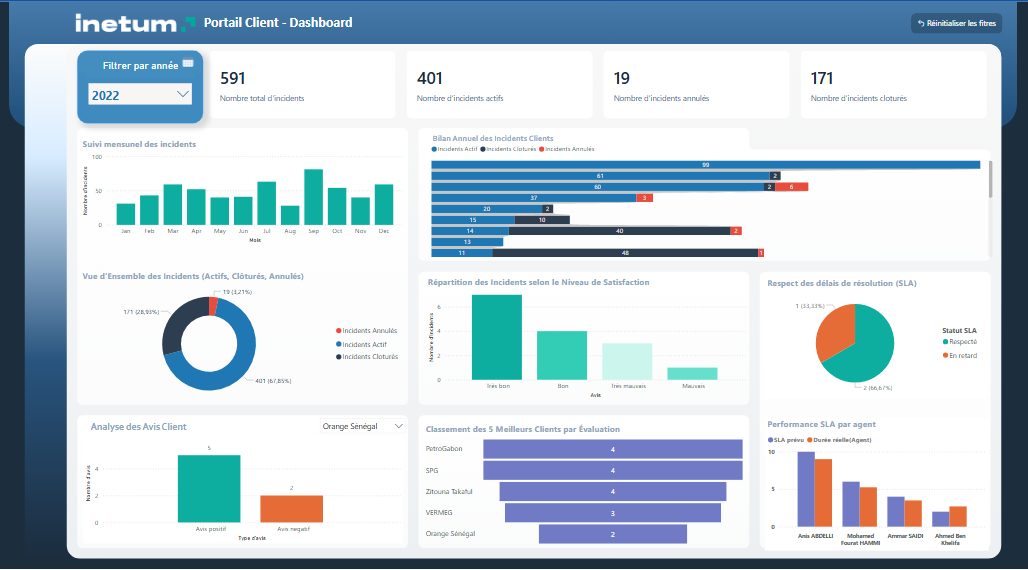 inetum
Portail Client - Dashboard
Réinitialiser les fitres
Filtrer par année
2022
591
Nombre total d'incidents
401
Nombre d'incidents actifs
19
Nombre d'incidents annulés
171
Nombre d'incidents cloturés
Suivi mensunel des incidents
Nombre d'incidents
100
50
0
Jan Feb Mar Apr May Jun Jul Aug Sep Oct Nov Dec
Mois
Bilan Annuel des Incidents Clients
Incidents Actif Incidents Cloturés Incidents Annulés
99
61 2
60 2 6
37 3
20 2
15 10
14 40 2
13
11 48 1
Vue d'Ensemble des Incidents (Actifs, Clôturés, Annulés)
19 (3,21%)
171 (28,93%)
401 (67,85%)
Incidents Annulés
Incidents Actif
Incidents Cloturés
Répartition des Incidents selon le Niveau de Satisfaction
Nombre d'incidents
6
4
2
0
Très bon Bon Très mauvais Mauvais
Avis
Respect des délais de résolution (SLA)
1 (33,33%)
2 (66,67%)
Statut SLA
Respecté
En retard
Analyse des Avis Client
Orange Sénégal
Nombre d'avis
4
2
0
5
2
Avis positif Avis negatif
Type d'avis
Classement des 5 Meilleurs Clients par Évaluation
PetroGabon 4
SPG 4
Zitouna Takaful 4
VERMEG 3
Orange Sénégal 2
Performance SLA par agent
SLA prévu Durée réelle(Agent)
10
5
0
Anis ABDELLI
Mohamed
Fourat HAMMI
Ammar SAIDI
Ahmed Ben
Khelifa